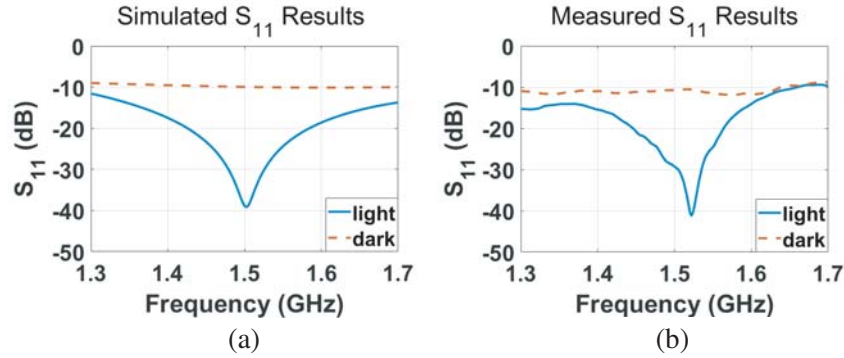 Simulated S11 Results
0
-10
-20
-30
-40
-50
S11 (dB)
light
dark
1.3 1.4 1.5 1.6 1.7
Frequency (GHz)
(a)
Measured S11 Results
0
-10
-20
-30
-40
-50
S11 (dB)
light
dark
1.3 1.4 1.5 1.6 1.7
Frequency (GHz)
(b)